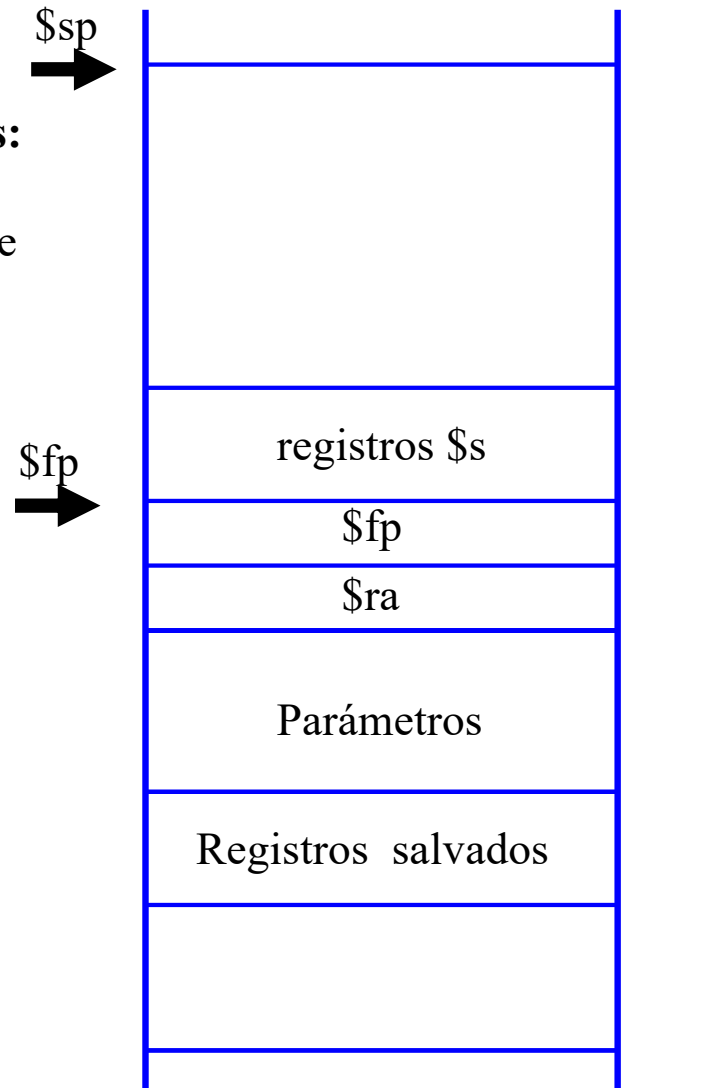 $sp
s:
e
registros $s
$fp
$fp
$ra
Parámetros
Registros salvados